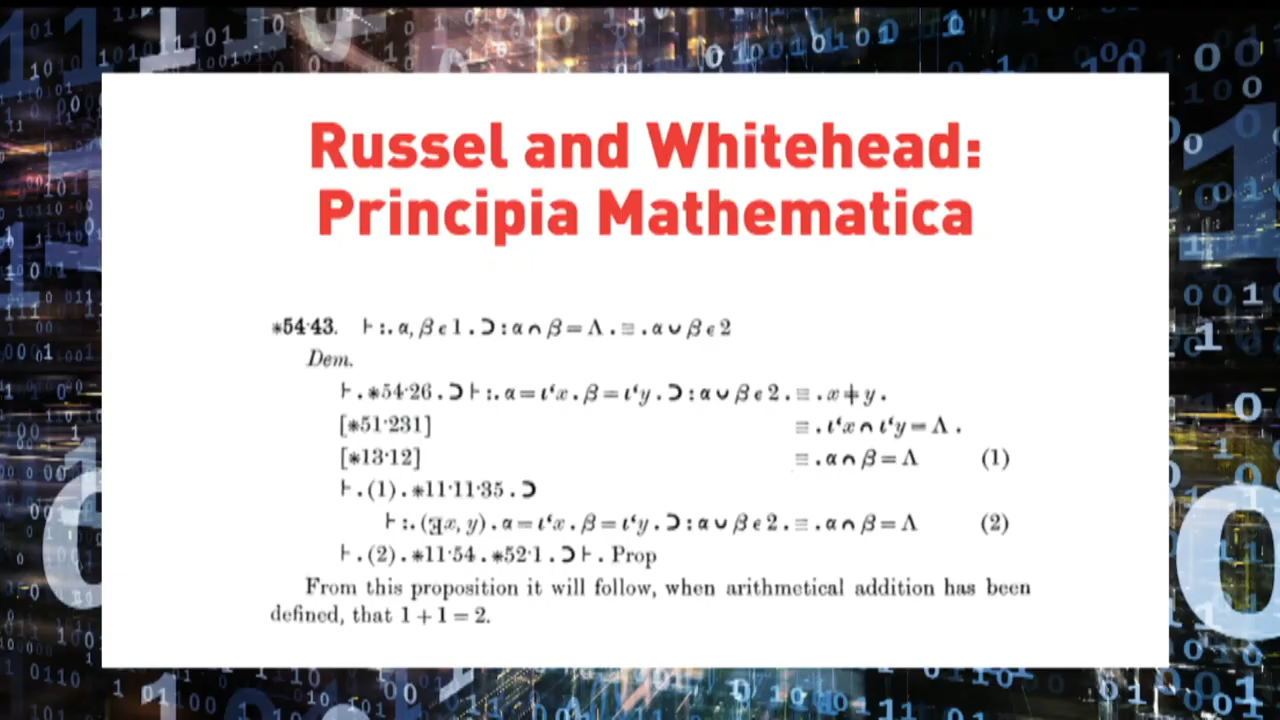 Russel and Whitehead:
Principia Mathematica
∗54·43. ⊢ :. α, β ϵ 1 . ⊃ : α ∩ β = Λ . ≡ . α ∪ β ϵ 2
Dem.
⊢ . ∗54·26 . ⊃ ⊢ :. α = ι‘x . β = ι‘y . ⊃ : α ∪ β ϵ 2 . ≡ . x ≠ y .
[∗51·231] ≡ . ι‘x ∩ ι‘y = Λ .
[∗13·12] ≡ . α ∩ β = Λ (1)
⊢ . (1) . ∗11·11·35 . ⊃
⊢ :. (∃x, y) . α = ι‘x . β = ι‘y . ⊃ : α ∪ β ϵ 2 . ≡ . α ∩ β = Λ (2)
⊢ . (2) . ∗11·54 . ∗52·1 . ⊃ ⊢ . Prop
From this proposition it will follow, when arithmetical addition has been
defined, that 1 + 1 = 2.